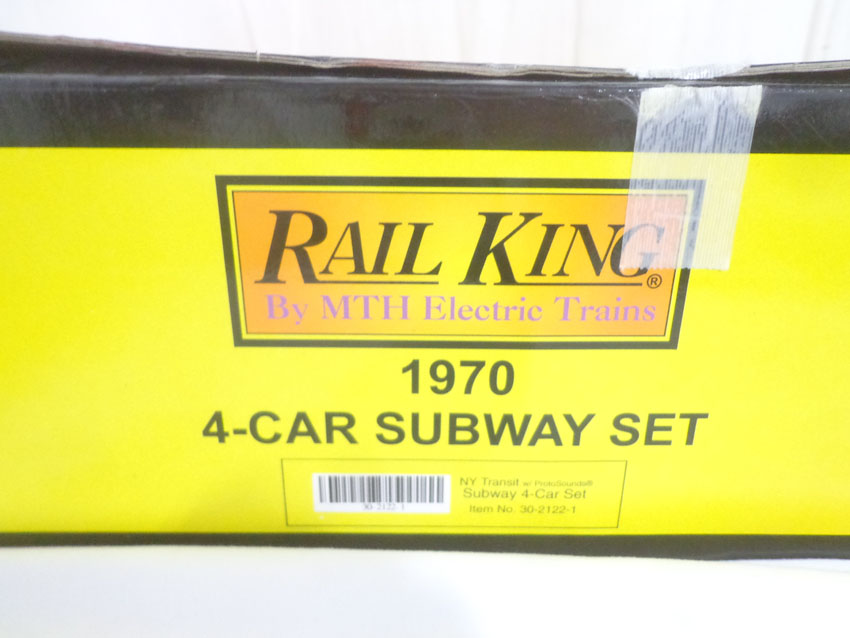 RAIL KING®
By MTH Electric Trains
1970
4-CAR SUBWAY SET
NY Transit w/ ProtoSounds®
Subway 4-Car Set
Item No. 30-2122-1
30-2122-1